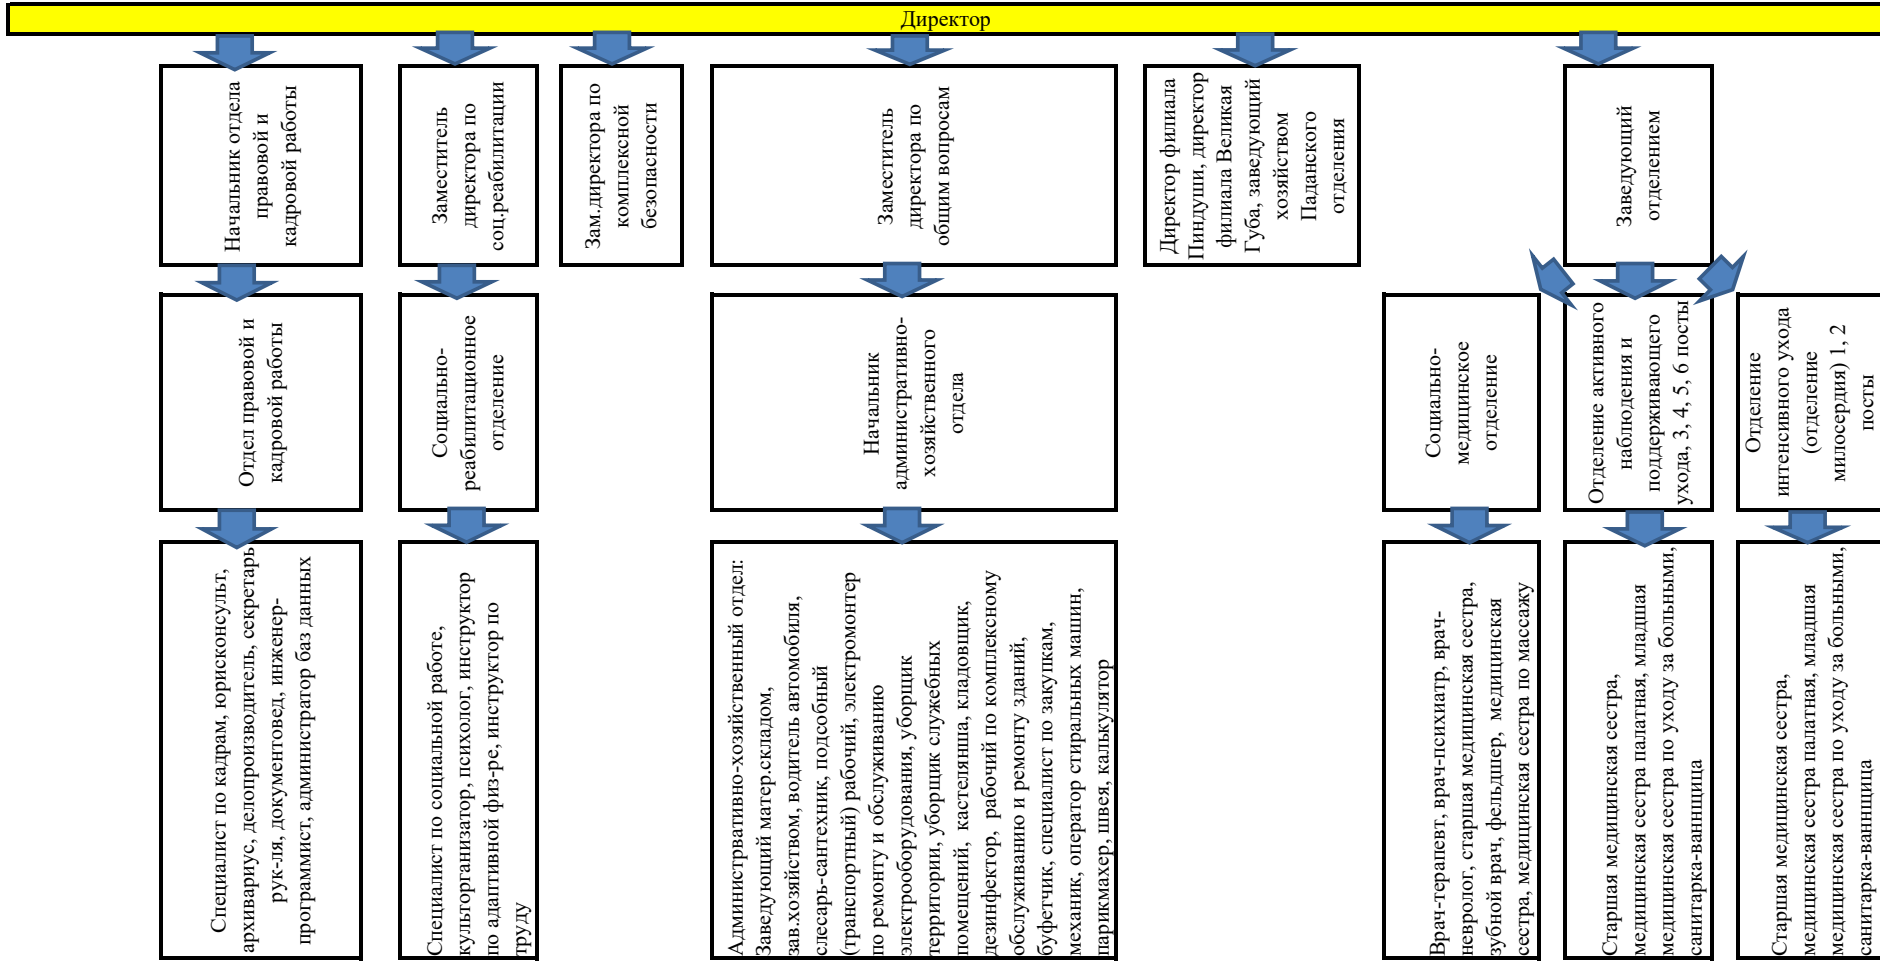 Директор
Начальник отдела
правовой и
кадровой работы
Заместитель
директора по
соц.реабилитации
Зам.директора по
комплексной
безопасности
Заместитель
директора по
общим вопросам
Директор филиала
Пиндуши, директор
филиала Великая
Губа, заведующий
хозяйством
Паданского
отделения
Заведующий
отделением
Отдел правовой и
кадровой работы
Социально-
реабилитационное
отделение
Начальник
административно-
хозяйственного
отдела
Социально-
медицинское
отделение
Отделение активного
наблюдения и
поддерживающего
ухода, 3, 4, 5, 6 посты
Отделение
интенсивного ухода
(отделение
милосердия) 1, 2
посты
Специалист по кадрам, юрисконсульт,
архивариус, делопроизводитель, секретарь
рук-ля, документовед, инженер-
программист, администратор баз данных
Специалист по социальной работе,
культорганизатор, психолог, инструктор
по адаптивной физ-ре, инструктор по
труду
Администрвативно-хозяйственный отдел:
Заведующий матер.складом,
зав.хозяйством, водитель автомобиля,
слесарь-сантехник, подсобный
(транспортный) рабочий, электромонтер
по ремонту и обслуживанию
электрооборудования, уборщик
территории, уборщик служебных
помещений, кастелянша, кладовщик,
дезинфектор, рабочий по комплексному
обслуживанию и ремонту зданий,
буфетчик, специалист по закупкам,
механик, оператор стиральных машин,
парикмахер, швея, калькулятор
Врач-терапевт, врач-психиатр, врач-
невролог, старшая медицинская сестра,
зубной врач, фельдшер, медицинская
сестра, медицинская сестра по массажу
Старшая медицинская сестра,
медицинская сестра палатная, младшая
медицинская сестра по уходу за больными,
санитарка-ваннщица
Старшая медицинская сестра,
медицинская сестра палатная, младшая
медицинская сестра по уходу за больными,
санитарка-ваннщица